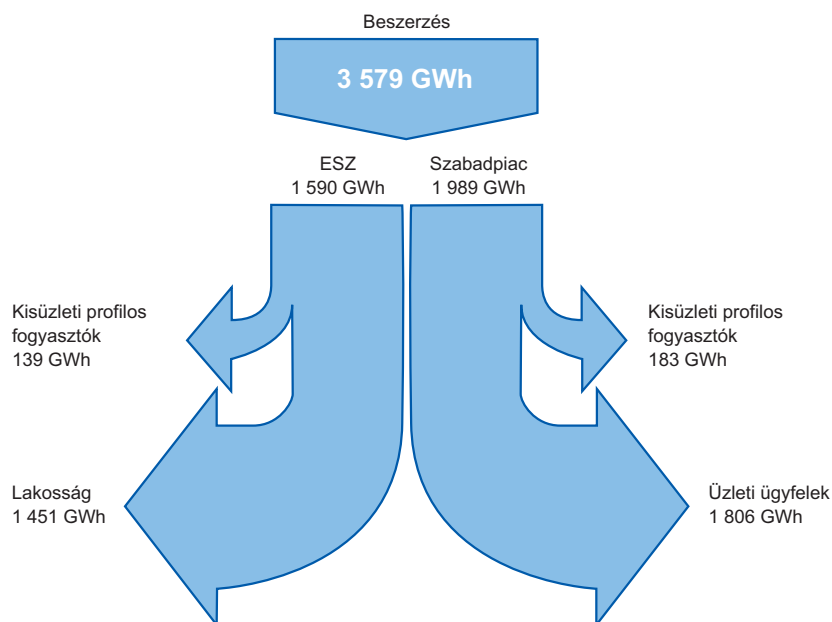 Beszerzés
3 579 GWh
ESZ
1 590 GWh
Szabadpiac
1 989 GWh
Kisüzleti profilos
fogyasztók
139 GWh
Kisüzleti profilos
fogyasztók
183 GWh
Lakosság
1 451 GWh
Üzleti ügyfelek
1 806 GWh